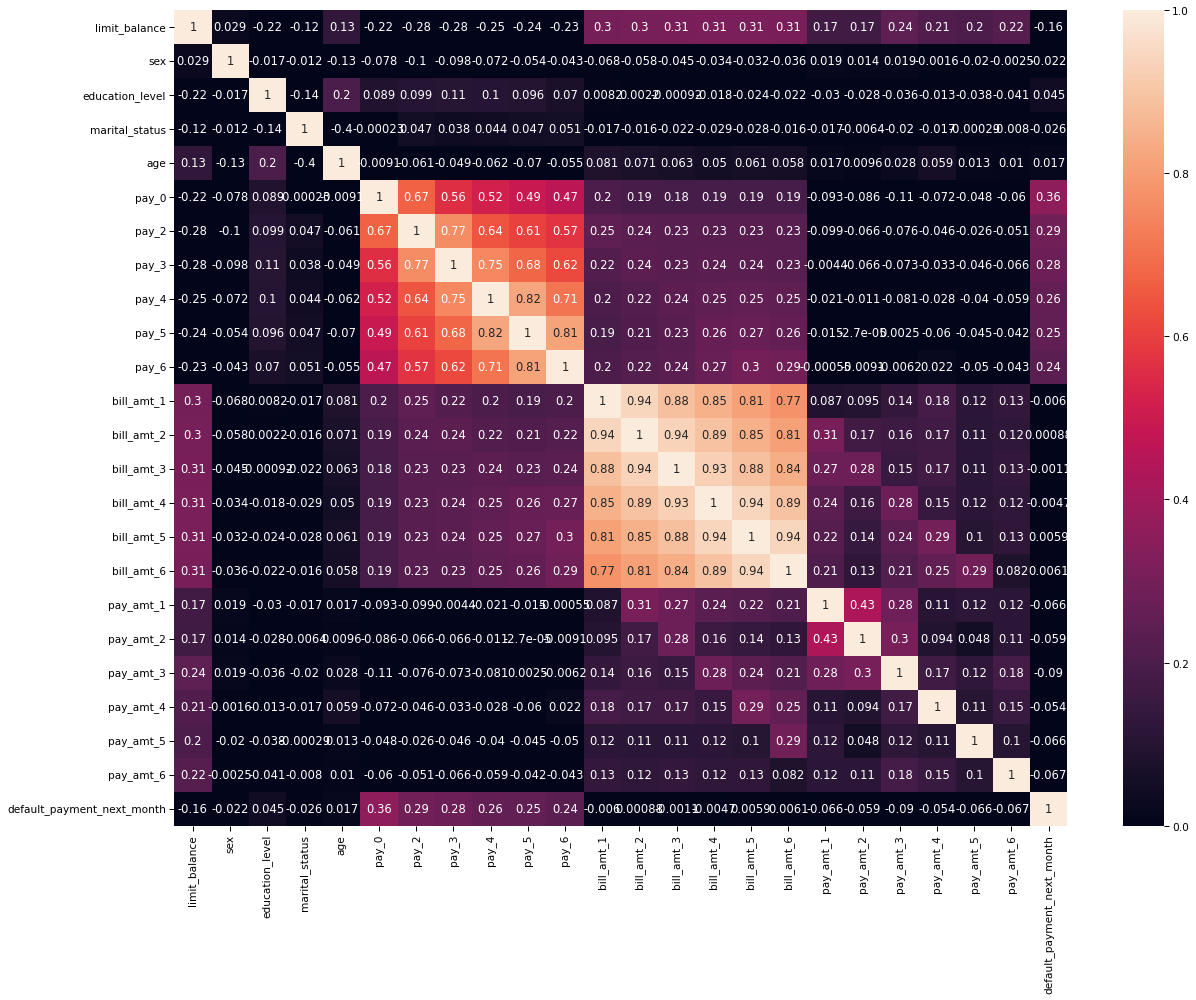 limit_balance 1 0.029 -0.22 -0.12 0.13 -0.22 -0.28 -0.28 -0.25 -0.24 -0.23 0.3 0.3 0.31 0.31 0.31 0.31 0.17 0.17 0.24 0.21 0.2 0.22 -0.16 1.0
sex 0.029 1 -0.017 -0.012 -0.13 -0.078 -0.1 -0.098 -0.072 -0.054 -0.043 -0.068 -0.058 -0.045 -0.034 -0.032 -0.036 0.019 0.014 0.019 -0.0016 -0.02 -0.0025 -0.022
education_level -0.22 -0.017 1 -0.14 0.2 0.089 0.099 0.11 0.1 0.096 0.07 0.0082 0.0022 -0.00092 -0.018 -0.024 -0.022 -0.03 -0.028 -0.036 -0.013 -0.038 -0.041 0.045
marital_status -0.12 -0.012 -0.14 1 -0.4 -0.00023 0.047 0.038 0.044 0.047 0.051 -0.017 -0.016 -0.022 -0.029 -0.028 -0.016 -0.017 -0.0064 -0.02 -0.017 -0.00029 -0.008 -0.026
age 0.13 -0.13 0.2 -0.4 1 -0.0091 -0.061 -0.049 -0.062 -0.07 -0.055 0.081 0.071 0.063 0.05 0.061 0.058 0.017 0.0096 0.028 0.059 0.013 0.01 0.017
0.8
pay_0 -0.22 -0.078 0.089 -0.00023 -0.0091 1 0.67 0.56 0.52 0.49 0.47 0.2 0.19 0.18 0.19 0.19 0.19 -0.093 -0.086 -0.11 -0.072 -0.048 -0.06 0.36
pay_2 -0.28 -0.1 0.099 0.047 -0.061 0.67 1 0.77 0.64 0.61 0.57 0.25 0.24 0.23 0.23 0.23 0.23 -0.099 -0.066 -0.076 -0.046 -0.026 -0.051 0.29
pay_3 -0.28 -0.098 0.11 0.038 -0.049 0.56 0.77 1 0.75 0.68 0.62 0.22 0.24 0.23 0.24 0.24 0.23 -0.0044 -0.066 -0.073 -0.033 -0.046 -0.066 0.28
pay_4 -0.25 -0.072 0.1 0.044 -0.062 0.52 0.64 0.75 1 0.82 0.71 0.2 0.22 0.24 0.25 0.25 0.25 -0.021 -0.011 -0.081 -0.028 -0.04 -0.059 0.26
0.6
pay_5 -0.24 -0.054 0.096 0.047 -0.07 0.49 0.61 0.68 0.82 1 0.81 0.19 0.21 0.23 0.26 0.27 0.26 -0.015 -2.7e-05 0.0025 -0.06 -0.045 -0.042 0.25
pay_6 -0.23 -0.043 0.07 0.051 -0.055 0.47 0.57 0.62 0.71 0.81 1 0.2 0.22 0.24 0.27 0.3 0.29 -0.00055 -0.0091 -0.0062 0.022 -0.05 -0.043 0.24
bill_amt_1 0.3 -0.068 0.0082 -0.017 0.081 0.2 0.25 0.22 0.2 0.19 0.2 1 0.94 0.88 0.85 0.81 0.77 0.087 0.095 0.14 0.18 0.12 0.13 -0.006
bill_amt_2 0.3 -0.058 0.0022 -0.016 0.071 0.19 0.24 0.24 0.22 0.21 0.22 0.94 1 0.94 0.89 0.85 0.81 0.31 0.17 0.16 0.17 0.11 0.12 0.00088
bill_amt_3 0.31 -0.045 -0.00092 -0.022 0.063 0.18 0.23 0.23 0.24 0.23 0.24 0.88 0.94 1 0.93 0.88 0.84 0.27 0.28 0.15 0.17 0.11 0.13 -0.0011
bill_amt_4 0.31 -0.034 -0.018 -0.029 0.05 0.19 0.23 0.24 0.25 0.26 0.27 0.85 0.89 0.93 1 0.94 0.89 0.24 0.16 0.28 0.15 0.12 0.12 -0.0047
0.4
bill_amt_5 0.31 -0.032 -0.024 -0.028 0.061 0.19 0.23 0.24 0.25 0.27 0.3 0.81 0.85 0.88 0.94 1 0.94 0.22 0.14 0.24 0.29 0.1 0.13 0.0059
bill_amt_6 0.31 -0.036 -0.022 -0.016 0.058 0.19 0.23 0.23 0.25 0.26 0.29 0.77 0.81 0.84 0.89 0.94 1 0.21 0.13 0.21 0.25 0.29 0.082 0.0061
pay_amt_1 0.17 0.019 -0.03 -0.017 0.017 -0.093 -0.099 -0.0044 -0.021 -0.015 -0.00055 0.087 0.31 0.27 0.24 0.22 0.21 1 0.43 0.28 0.11 0.12 0.12 -0.066
pay_amt_2 0.17 0.014 -0.028 -0.0064 0.0096 -0.086 -0.066 -0.066 -0.011 -2.7e-05 -0.0091 0.095 0.17 0.28 0.16 0.14 0.13 0.43 1 0.3 0.094 0.048 0.11 -0.059
0.2
pay_amt_3 0.24 0.019 -0.036 -0.02 0.028 -0.11 -0.076 -0.073 -0.081 0.0025 -0.0062 0.14 0.16 0.15 0.28 0.24 0.21 0.28 0.3 1 0.17 0.12 0.18 -0.09
pay_amt_4 0.21 -0.0016 -0.013 -0.017 0.059 -0.072 -0.046 -0.033 -0.028 -0.06 0.022 0.18 0.17 0.17 0.15 0.29 0.25 0.11 0.094 0.17 1 0.11 0.15 -0.054
pay_amt_5 0.2 -0.02 -0.038 -0.00029 0.013 -0.048 -0.026 -0.046 -0.04 -0.045 -0.05 0.12 0.11 0.11 0.12 0.1 0.29 0.12 0.048 0.12 0.11 1 0.1 -0.066
pay_amt_6 0.22 -0.0025 -0.041 -0.008 0.01 -0.06 -0.051 -0.066 -0.059 -0.042 -0.043 0.13 0.12 0.13 0.12 0.13 0.082 0.12 0.11 0.18 0.15 0.1 1 -0.067
default_payment_next_month -0.16 -0.022 0.045 -0.026 0.017 0.36 0.29 0.28 0.26 0.25 0.24 -0.006 0.00088 -0.0011 -0.0047 0.0059 0.0061 -0.066 -0.059 -0.09 -0.054 -0.066 -0.067 1
0.0
limit_balance
sex
education_level
marital_status
age
pay_0
pay_2
pay_3
pay_4
pay_5
pay_6
bill_amt_1
bill_amt_2
bill_amt_3
bill_amt_4
bill_amt_5
bill_amt_6
pay_amt_1
pay_amt_2
pay_amt_3
pay_amt_4
pay_amt_5
pay_amt_6
default_payment_next_month